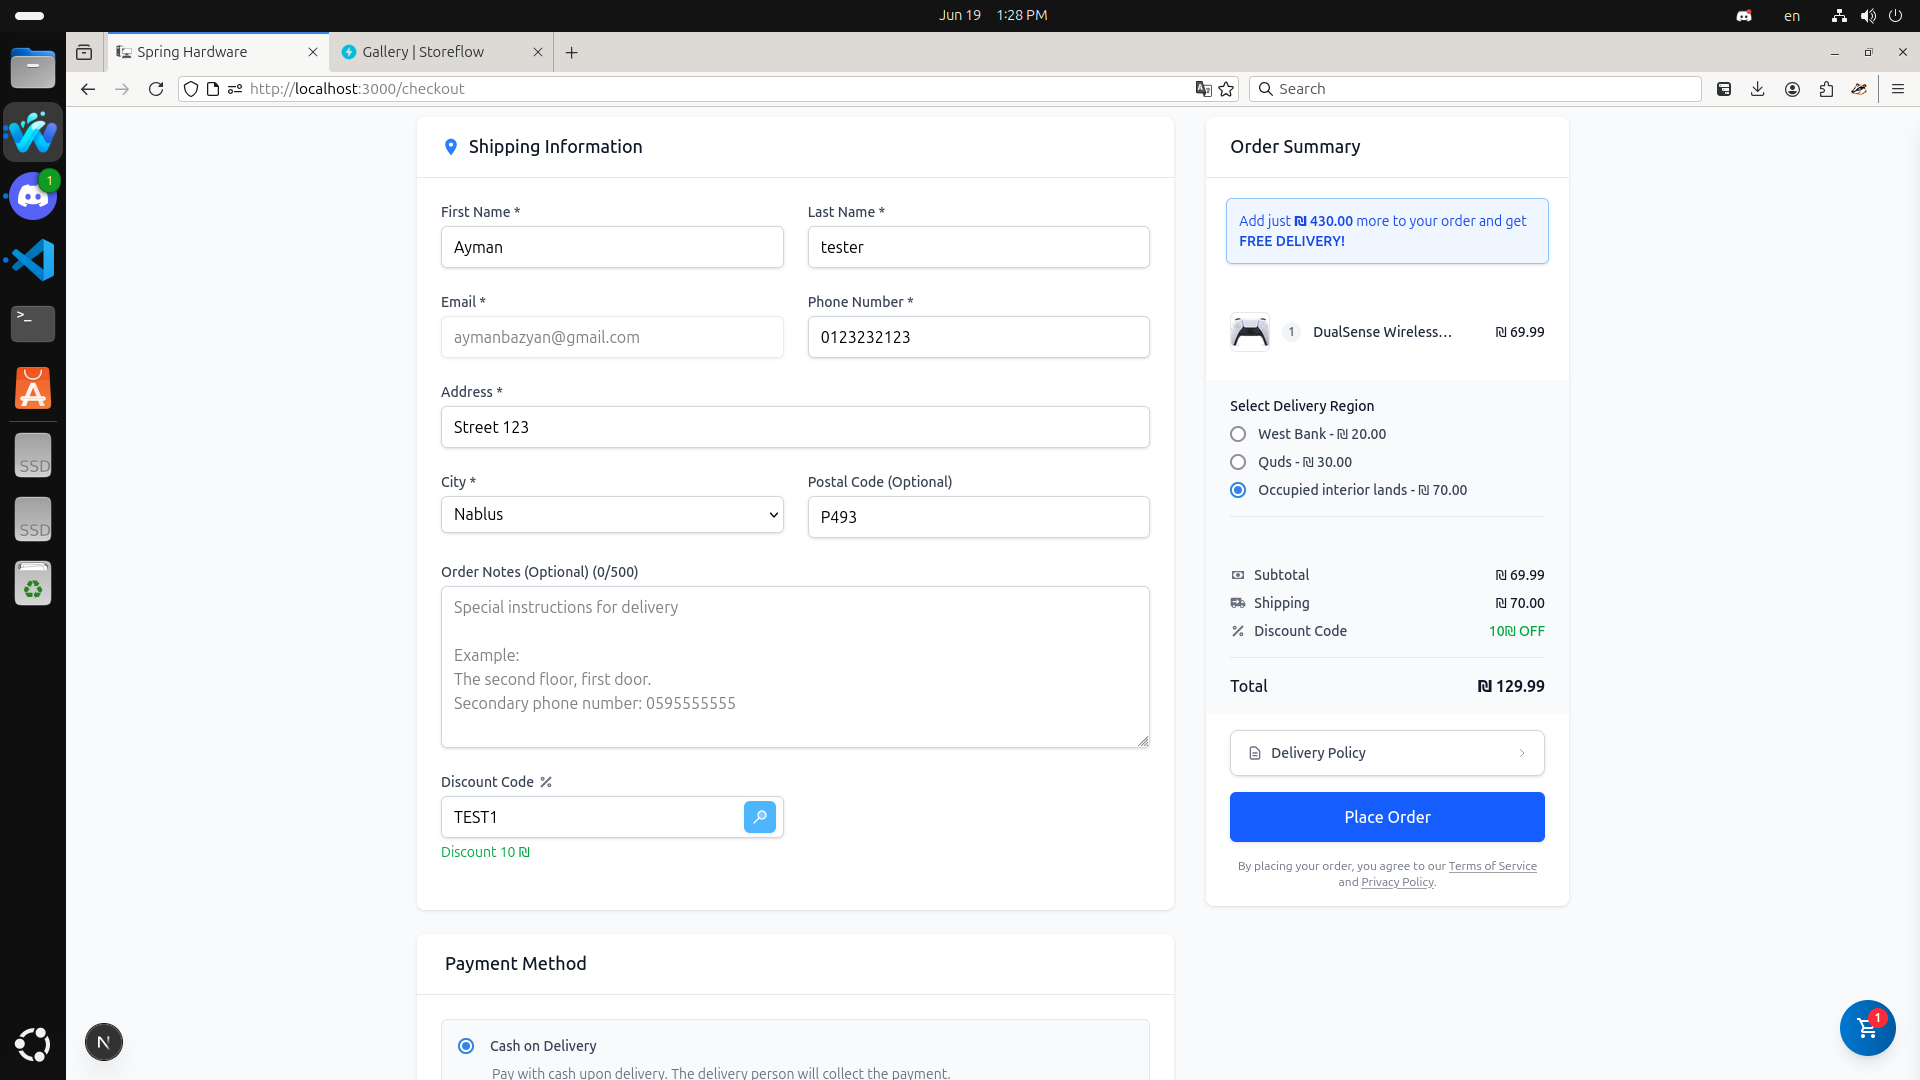 Jun 19 1:28 PM
en
Spring Hardware
Gallery | Storeflow
http://localhost:3000/checkout
Search
1
>_
SSD
SSD
N
Shipping Information
First Name *
Last Name *
Ayman
tester
Email *
Phone Number *
aymanbazyan@gmail.com
0123232123
Address *
Street 123
City *
Postal Code (Optional)
Nablus
P493
Order Notes (Optional) (0/500)
Special instructions for delivery
Example:
The second floor, first door.
Secondary phone number: 0595555555
Discount Code
TEST1
Discount 10 ₪
Payment Method
Cash on Delivery
Pay with cash upon delivery. The delivery person will collect the payment.
Order Summary
Add just ₪ 430.00 more to your order and get
FREE DELIVERY!
1 DualSense Wireless… ₪ 69.99
Select Delivery Region
West Bank - ₪ 20.00
Quds - ₪ 30.00
Occupied interior lands - ₪ 70.00
Subtotal ₪ 69.99
Shipping ₪ 70.00
Discount Code 10₪ OFF
Total ₪ 129.99
Delivery Policy
Place Order
By placing your order, you agree to our Terms of Service
and Privacy Policy.
1